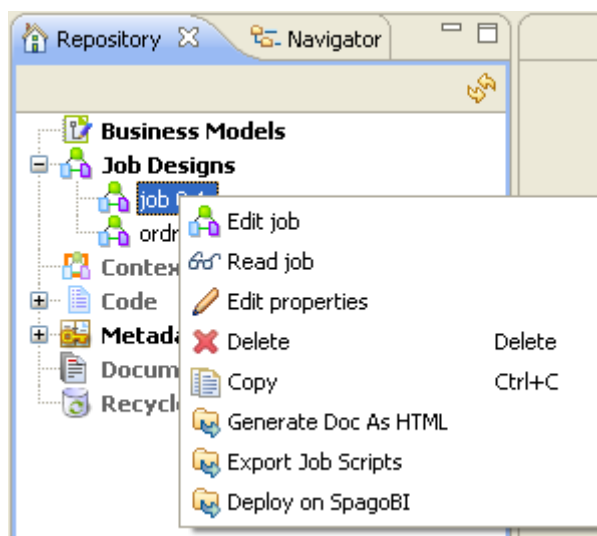 Repository Navigator
Business Models
Job Designs
job
Edit job
Read job
Code
Edit properties
Delete Delete
Copy Ctrl+C
Generate Doc As HTML
Export Job Scripts
Deploy on SpagoBI